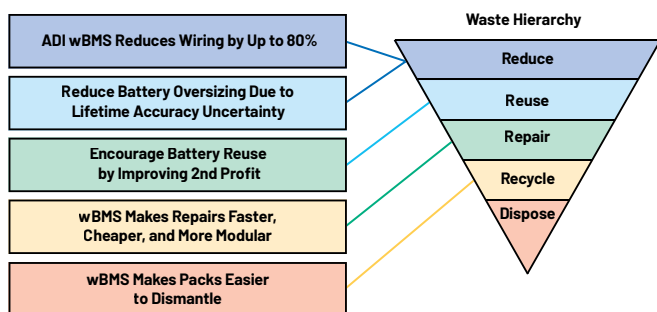 Waste Hierarchy
ADI wBMS Reduces Wiring by Up to 80%
Reduce Battery Oversizing Due to
Lifetime Accuracy Uncertainty
Encourage Battery Reuse
by Improving 2nd Profit
wBMS Makes Repairs Faster,
Cheaper, and More Modular
wBMS Makes Packs Easier
to Dismantle
Reduce
Reuse
Repair
Recycle
Dispose